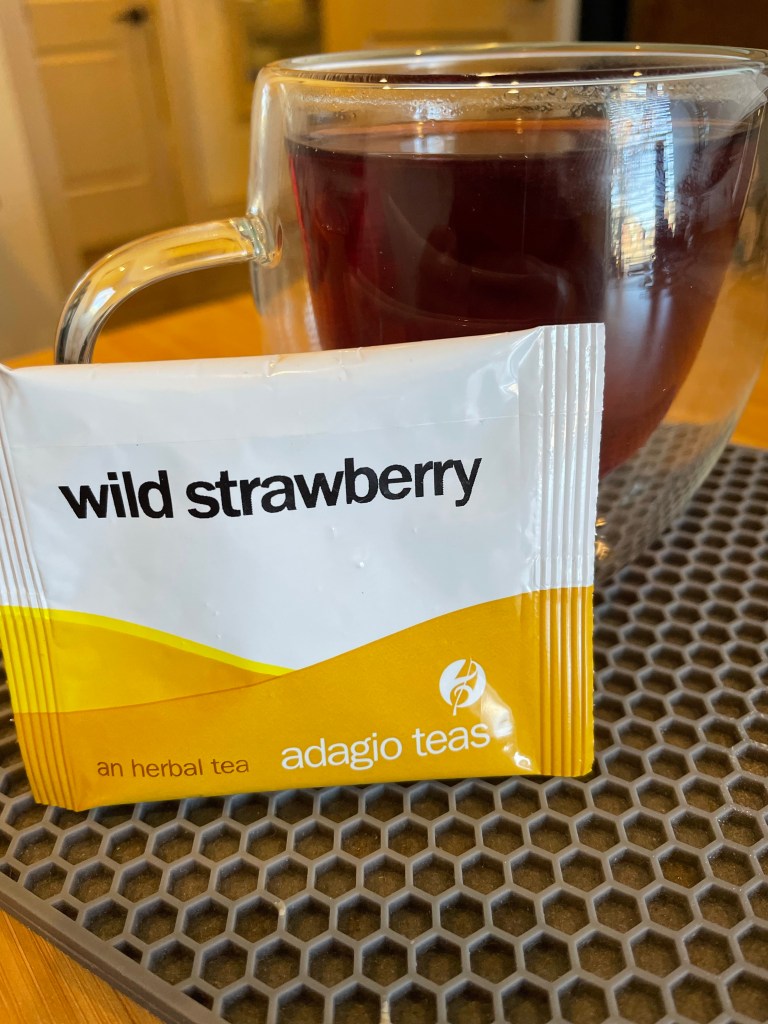 wild strawberry
an herbal tea
adagio teas